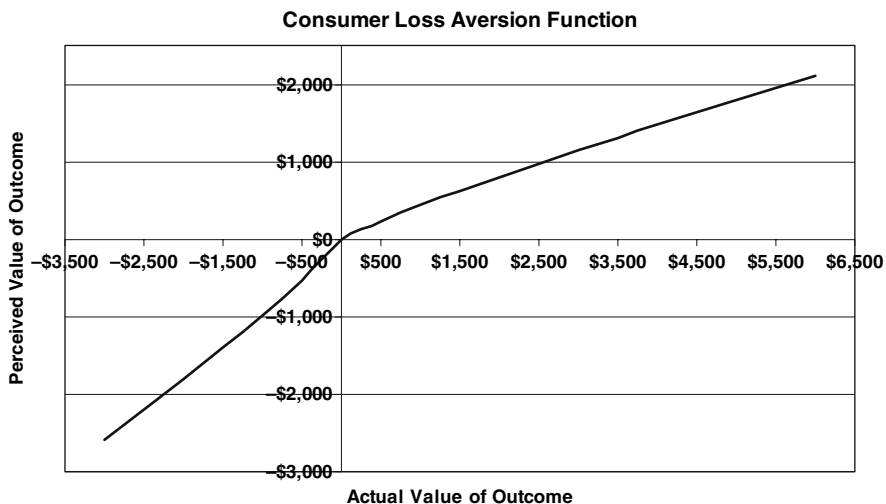 Consumer Loss Aversion Function
Perceived Value of Outcome
$2,000
$1,000
$0
–$3,500 –$2,500 –$1,500 –$500 $500 $1,500 $2,500 $3,500 $4,500 $5,500 $6,500
–$1,000
–$2,000
–$3,000
Actual Value of Outcome